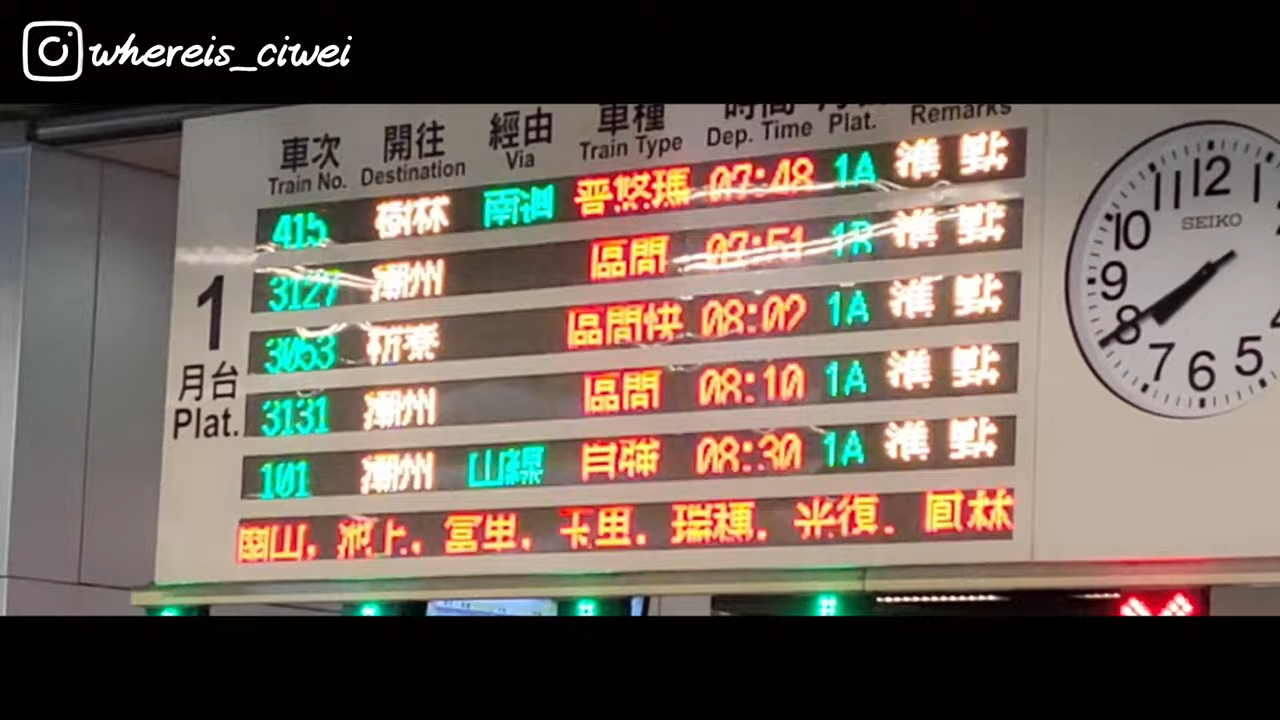 whereis_ciwei
車次 開往 經由 車種 時間
Train No. Destination Via Train Type Dep. Time Plat. Remarks
415 樹林 南迴 普悠瑪 07:48 1A 準點
3127 潮州 區間 07:51 1B 準點
3053 新寮 區間快 08:02 1A 準點
3131 潮州 區間 08:10 1A 準點
101 潮州 山線 自強 08:30 1A 準點
關山，池上，富里，玉里，瑞穗，光復，鳳林
1
月台
Plat.
SEIKO
12
11 1
10
9
8
7 6 5 4